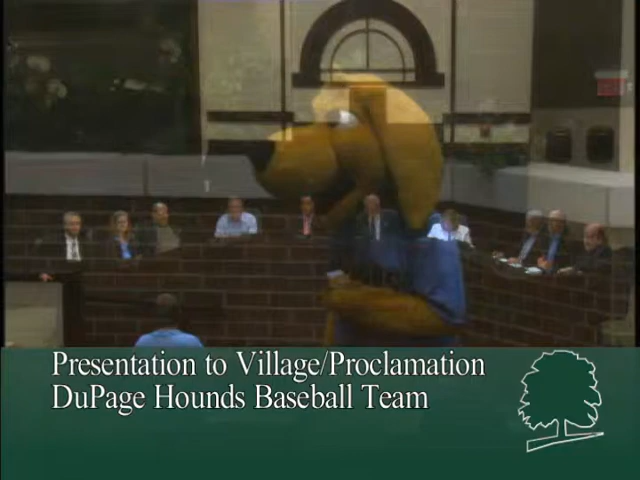 Presentation to Village/Proclamation
DuPage Hounds Baseball Team